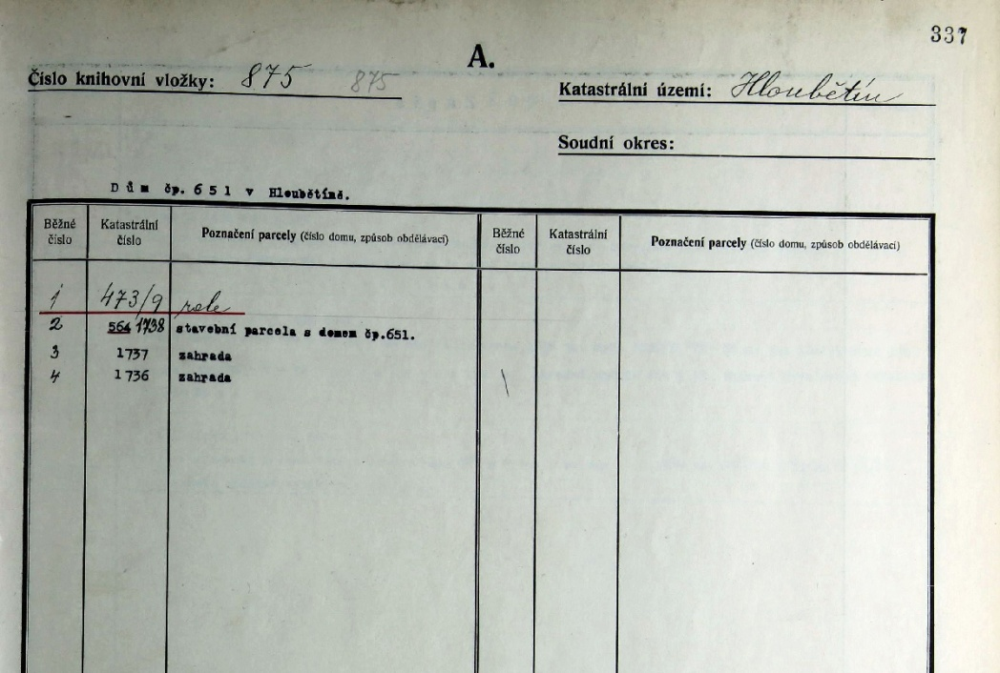 337
A.
Číslo knihovní vložky: 875 875
Katastrální území: Hloubětín
Soudní okres:
Dům čp. 651 v Hloubětíně.
Běžné číslo Katastrální číslo Poznačení parcely (číslo domu, způsob obdělávací) Běžné číslo Katastrální číslo Poznačení parcely (číslo domu, způsob obdělávací)
1 473/9 role
2 564 1738 stavební parcela s domem čp.651.
3 1737 zahrada
4 1736 zahrada